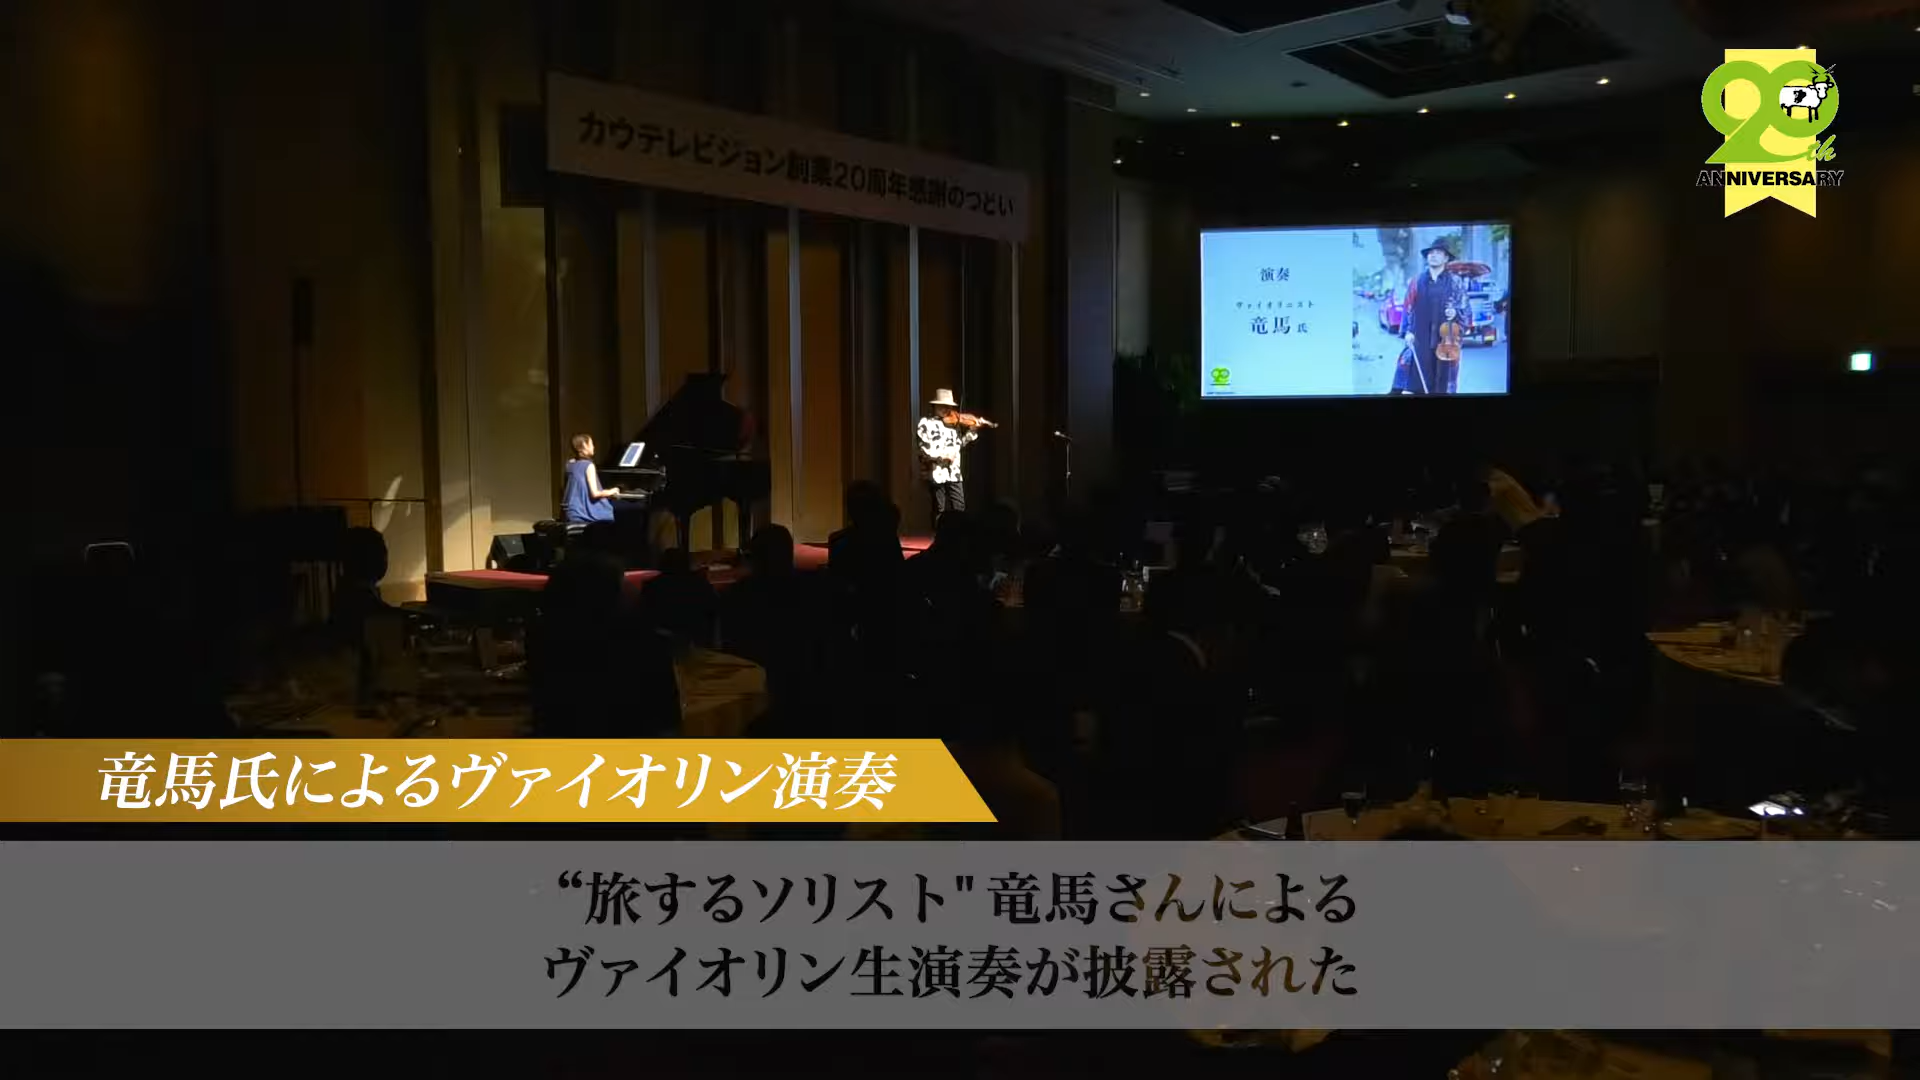 カウテレビジョン創業20周年感謝のつどい
20th
ANNIVERSARY
演奏
ヴァイオリニスト
竜馬 氏
竜馬氏によるヴァイオリン演奏
“旅するソリスト" 竜馬さんによる
ヴァイオリン生演奏が披露された